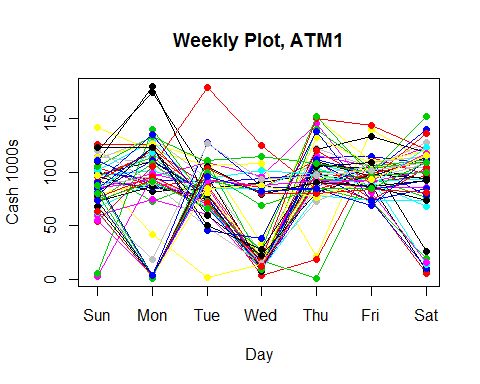 Weekly Plot, ATM1
Cash 1000s
150
100
50
0
Sun Mon Tue Wed Thu Fri Sat
Day